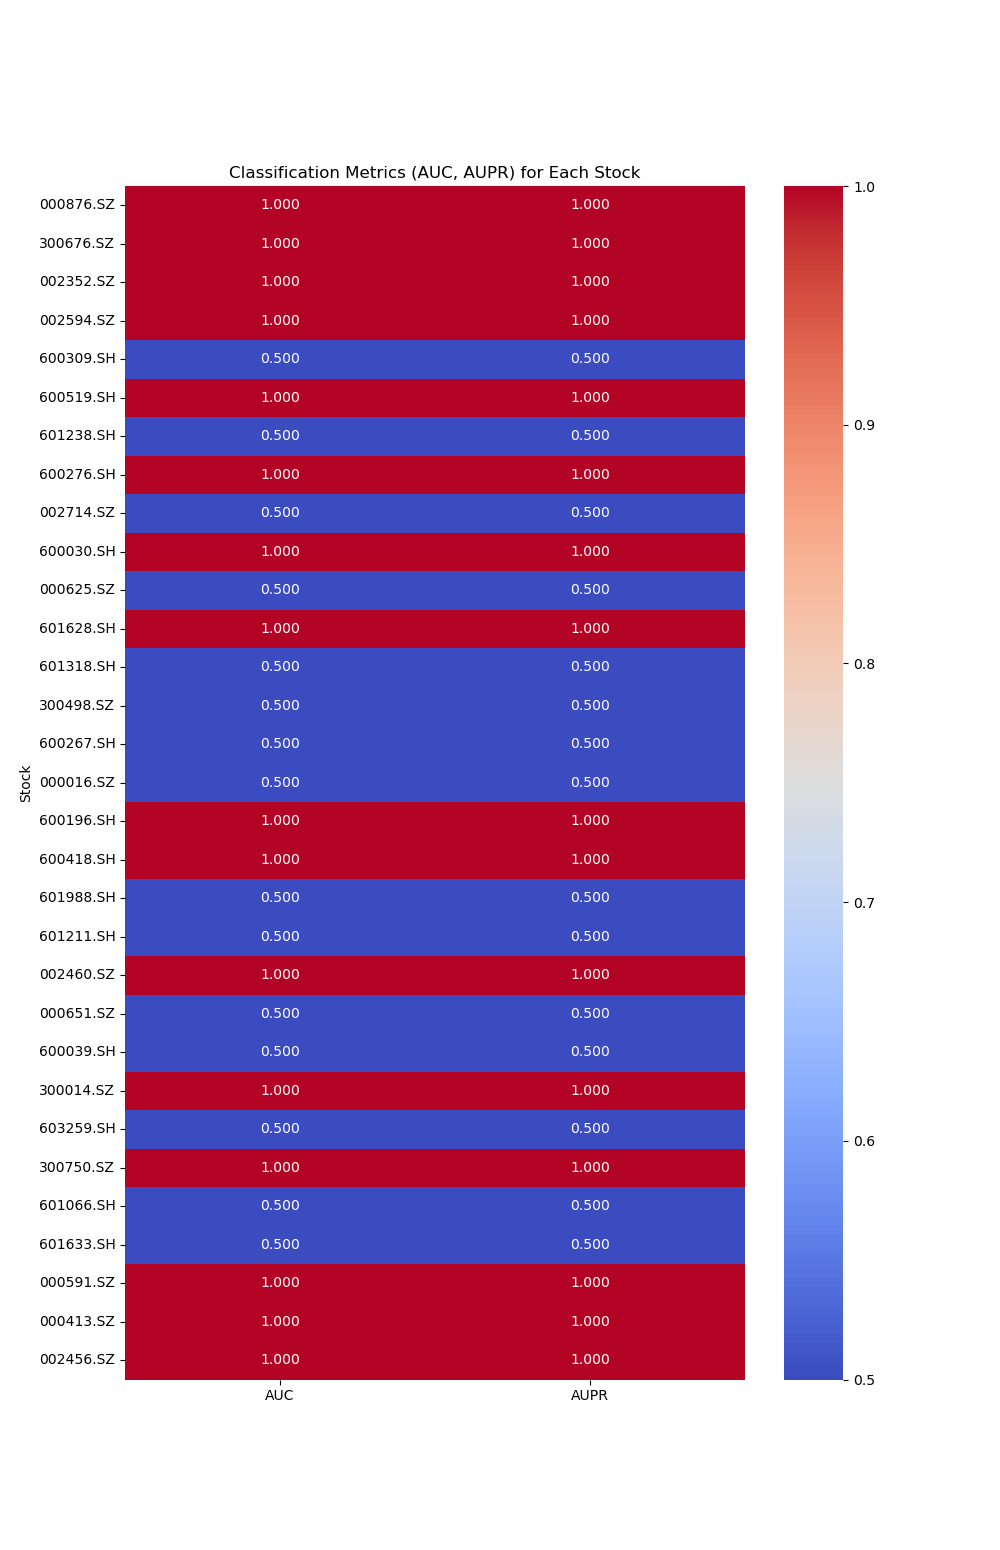 Classification Metrics (AUC, AUPR) for Each Stock
000876.SZ 1.000 1.000
300676.SZ 1.000 1.000
002352.SZ 1.000 1.000
002594.SZ 1.000 1.000
600309.SH 0.500 0.500
600519.SH 1.000 1.000
601238.SH 0.500 0.500
600276.SH 1.000 1.000
002714.SZ 0.500 0.500
600030.SH 1.000 1.000
000625.SZ 0.500 0.500
601628.SH 1.000 1.000
601318.SH 0.500 0.500
300498.SZ 0.500 0.500
600267.SH 0.500 0.500
000016.SZ 0.500 0.500
600196.SH 1.000 1.000
600418.SH 1.000 1.000
601988.SH 0.500 0.500
601211.SH 0.500 0.500
002460.SZ 1.000 1.000
000651.SZ 0.500 0.500
600039.SH 0.500 0.500
300014.SZ 1.000 1.000
603259.SH 0.500 0.500
300750.SZ 1.000 1.000
601066.SH 0.500 0.500
601633.SH 0.500 0.500
000591.SZ 1.000 1.000
000413.SZ 1.000 1.000
002456.SZ 1.000 1.000
AUC AUPR
Stock
1.0
0.9
0.8
0.7
0.6
0.5